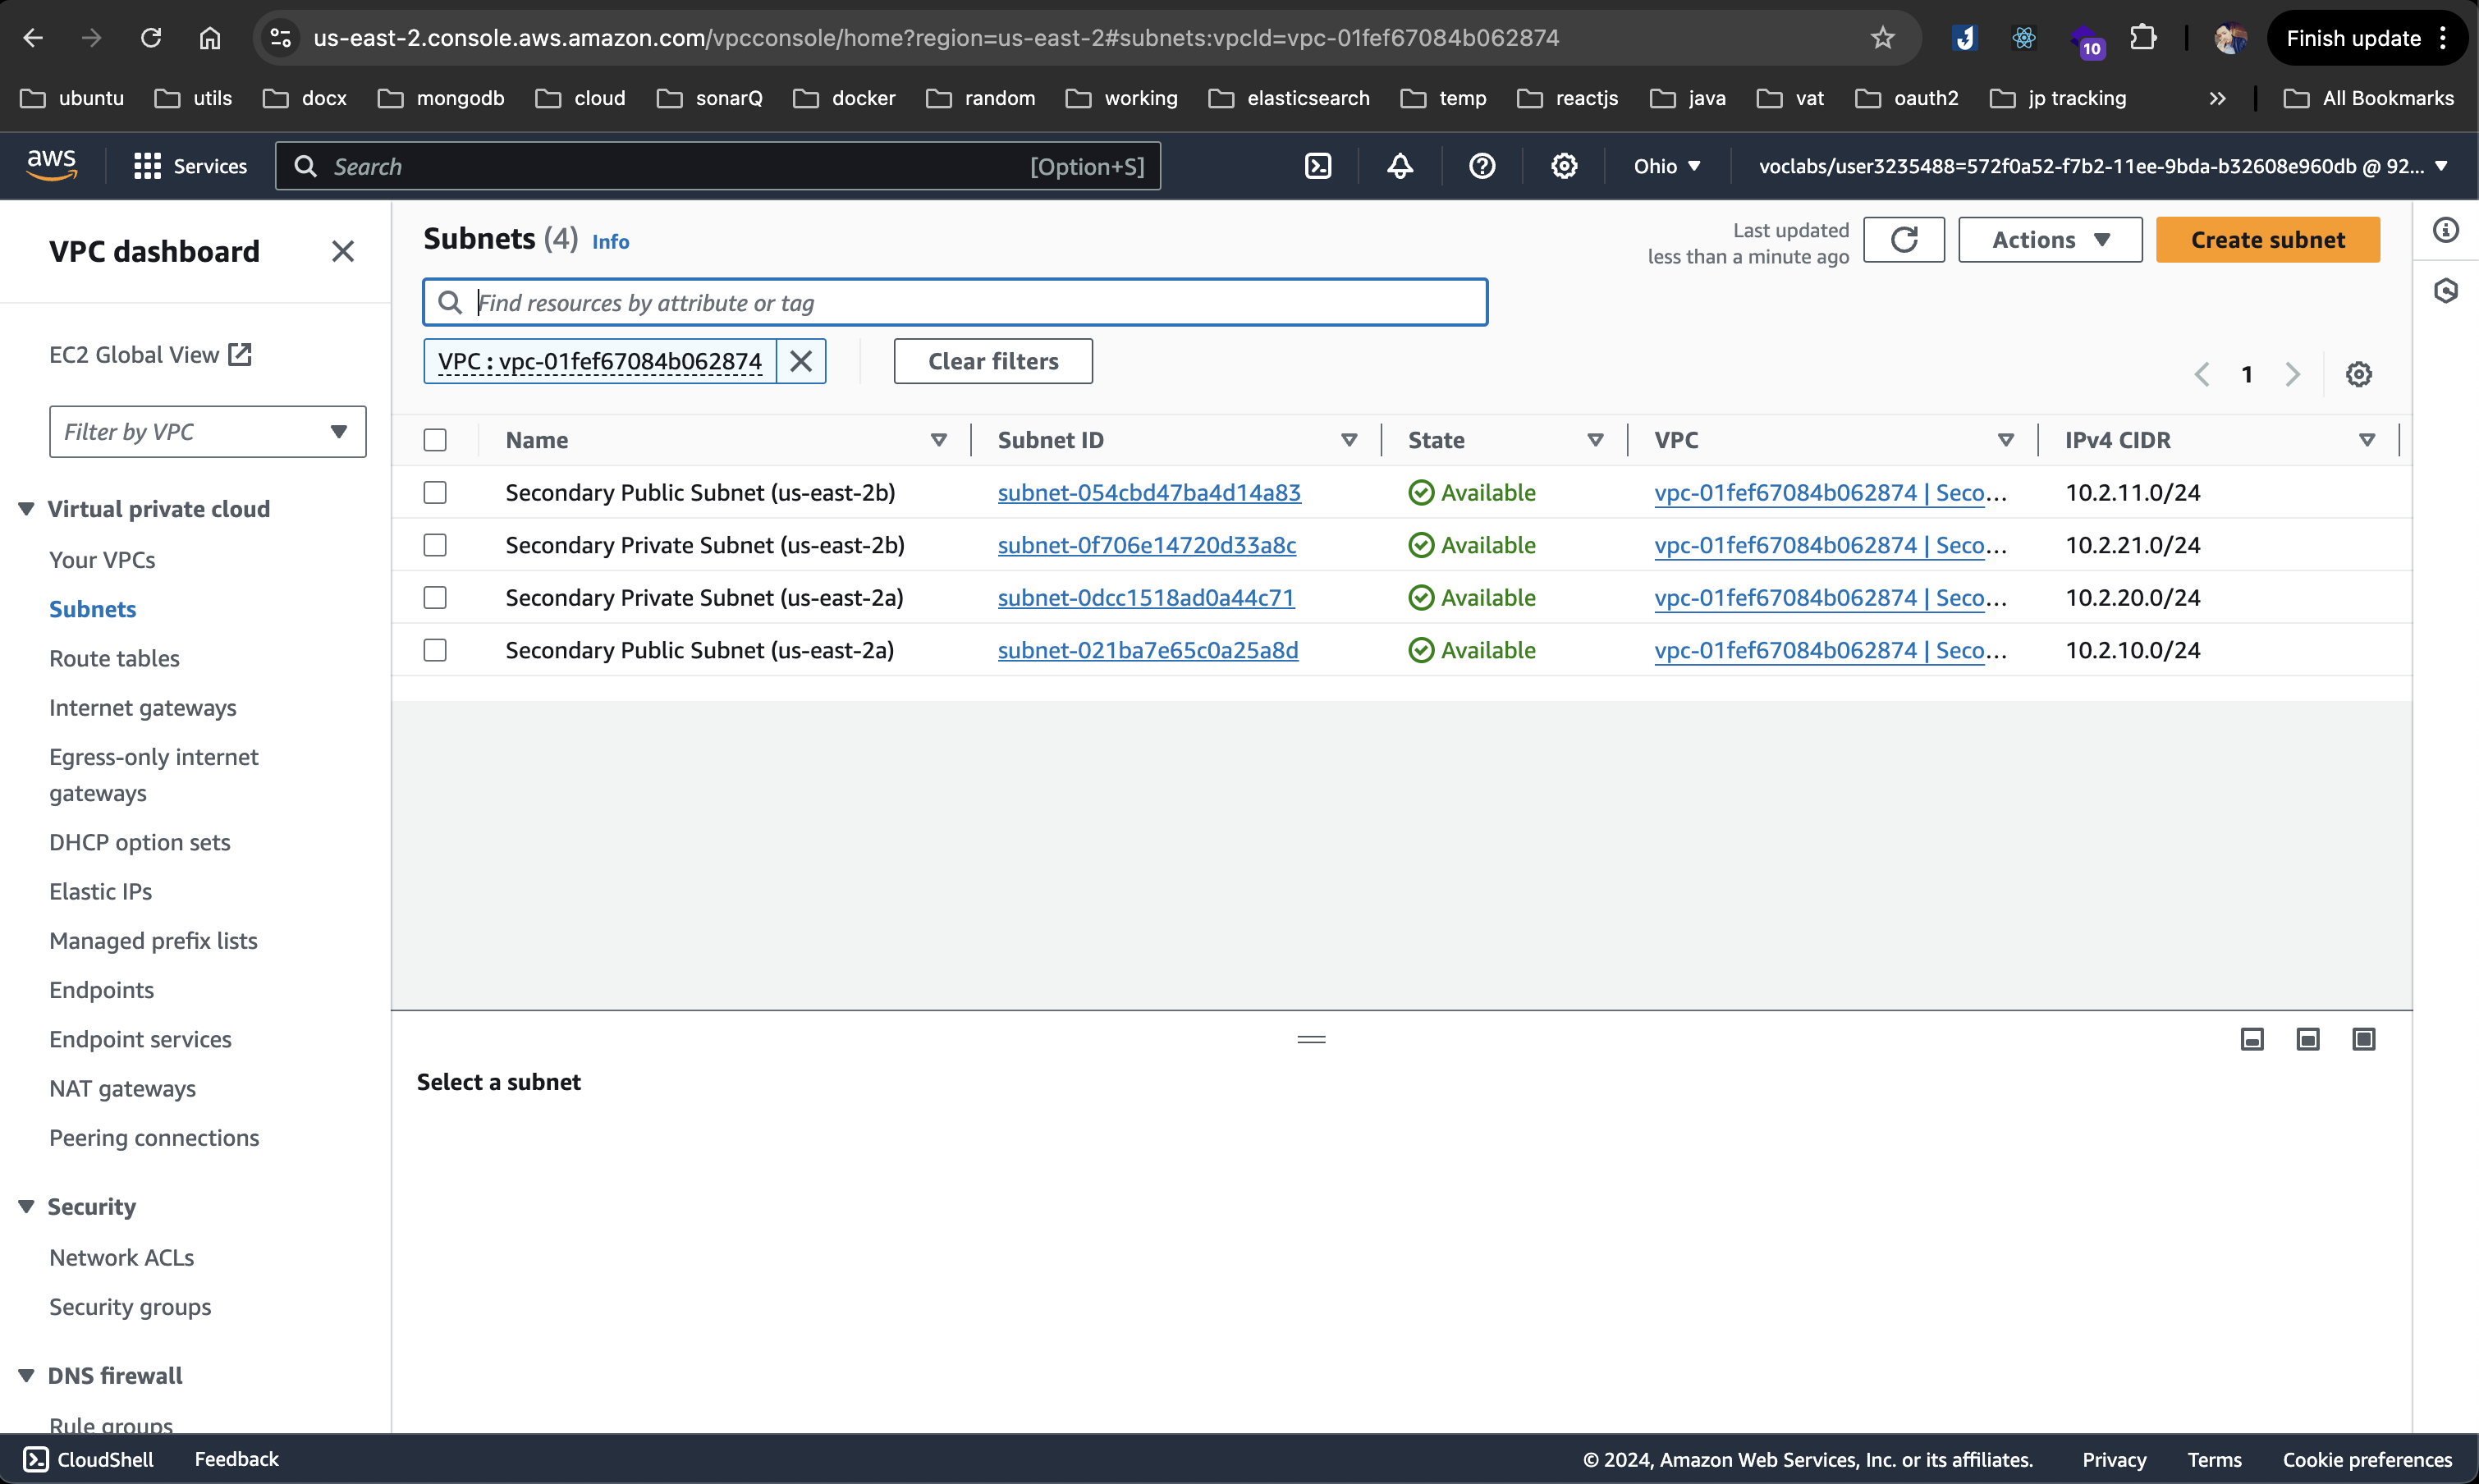 us-east-2.console.aws.amazon.com/vpcconsole/home?region=us-east-2#subnets:vpcId=vpc-01fef67084b062874
10
Finish update
ubuntu utils docx mongodb cloud sonarQ docker random working elasticsearch temp reactjs java vat oauth2 jp tracking » All Bookmarks
aws Services Search [Option+S] Ohio voclabs/user3235488=572f0a52-f7b2-11ee-9bda-b32608e960db @ 92...
VPC dashboard
EC2 Global View
Filter by VPC
Virtual private cloud
Your VPCs
Subnets
Route tables
Internet gateways
Egress-only internet
gateways
DHCP option sets
Elastic IPs
Managed prefix lists
Endpoints
Endpoint services
NAT gateways
Peering connections
Security
Network ACLs
Security groups
DNS firewall
Rule groups
Subnets (4) Info
Last updated
less than a minute ago
Actions
Create subnet
Find resources by attribute or tag
VPC : vpc-01fef67084b062874
Clear filters
1
Name Subnet ID State VPC IPv4 CIDR
Secondary Public Subnet (us-east-2b) subnet-054cbd47ba4d14a83 Available vpc-01fef67084b062874 | Seco... 10.2.11.0/24
Secondary Private Subnet (us-east-2b) subnet-0f706e14720d33a8c Available vpc-01fef67084b062874 | Seco... 10.2.21.0/24
Secondary Private Subnet (us-east-2a) subnet-0dcc1518ad0a44c71 Available vpc-01fef67084b062874 | Seco... 10.2.20.0/24
Secondary Public Subnet (us-east-2a) subnet-021ba7e65c0a25a8d Available vpc-01fef67084b062874 | Seco... 10.2.10.0/24
Select a subnet
CloudShell Feedback © 2024, Amazon Web Services, Inc. or its affiliates. Privacy Terms Cookie preferences